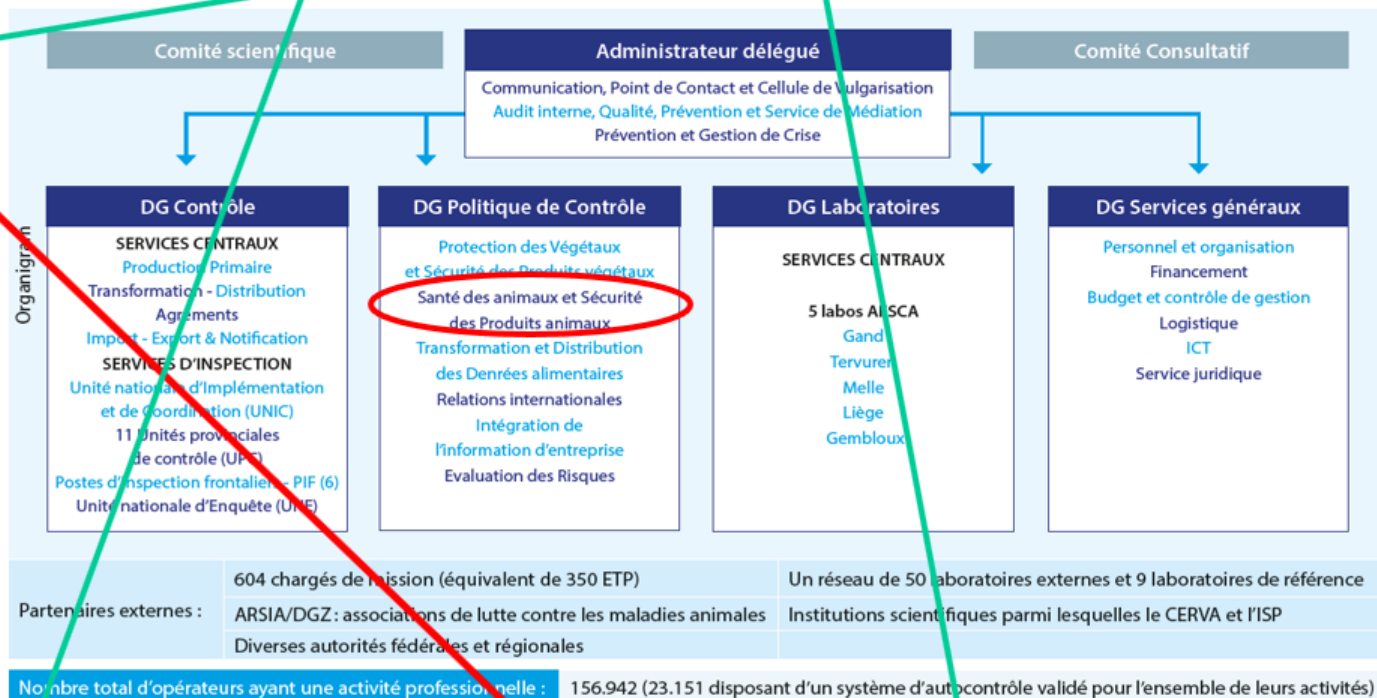 Comité scientifique
Administrateur délégué
Comité Consultatif
Communication, Point de Contact et Cellule de Vulgarisation
Audit interne, Qualité, Prévention et Service de Médiation
Prévention et Gestion de Crise
Organigram
DG Contrôle
SERVICES CENTRAUX
Production Primaire
Transformation - Distribution
Agréments
Import - Export & Notification
SERVICES D'INSPECTION
Unité nationale d'Implémentation
et de Coordination (UNIC)
11 Unités provinciales
de contrôle (UPC)
Postes d'inspection frontaliers - PIF (6)
Unité nationale d'Enquête (UNE)
DG Politique de Contrôle
Protection des Végétaux
et Sécurité des Produits végétaux
Santé des animaux et Sécurité
des Produits animaux
Transformation et Distribution
des Denrées alimentaires
Relations internationales
Intégration de
l'information d'entreprise
Evaluation des Risques
DG Laboratoires
SERVICES CENTRAUX
5 labos AFSCA
Gand
Tervuren
Melle
Liège
Gembloux
DG Services généraux
Personnel et organisation
Financement
Budget et contrôle de gestion
Logistique
ICT
Service juridique
Partenaires externes :
604 chargés de mission (équivalent de 350 ETP)
Un réseau de 50 laboratoires externes et 9 laboratoires de référence
ARSIA/DGZ : associations de lutte contre les maladies animales
Institutions scientifiques parmi lesquelles le CERVA et l'ISP
Diverses autorités fédérales et régionales
Nombre total d'opérateurs ayant une activité professionnelle :
156.942 (23.151 disposant d'un système d'autocontrôle validé pour l'ensemble de leurs activités)